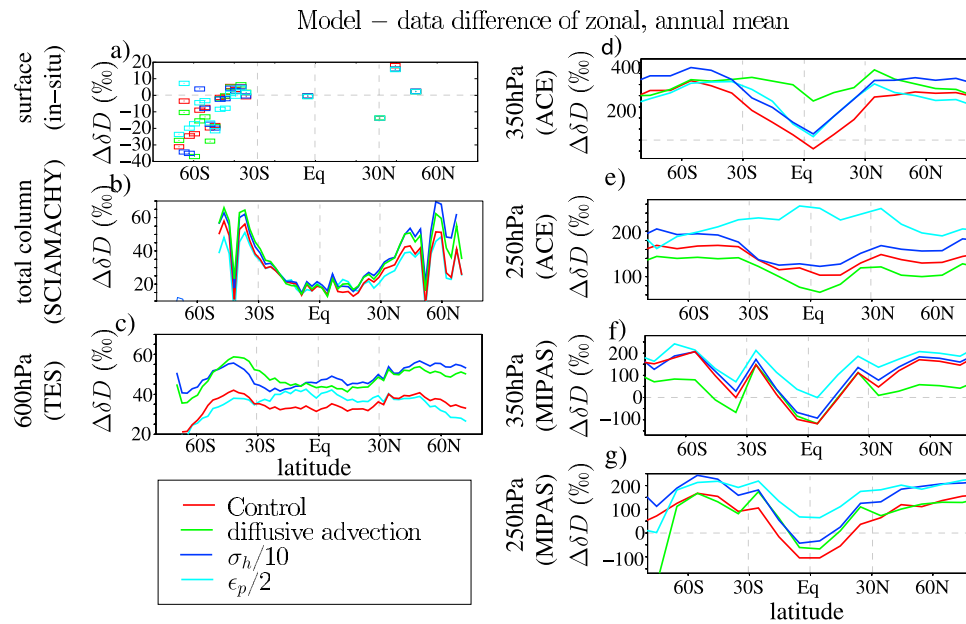 Model − data difference of zonal, annual mean
a)
surface
(in-situ)
ΔδD (‰)
20
10
0
−10
−20
−30
−40
60S
30S
Eq
30N
60N
b)
total column
(SCIAMACHY)
ΔδD (‰)
60
40
20
60S
30S
Eq
30N
60N
c)
600hPa
(TES)
ΔδD (‰)
60
40
20
60S
30S
Eq
30N
60N
latitude
Control
diffusive advection
σ_h/10
ϵ_p/2
d)
350hPa
(ACE)
ΔδD (‰)
400
200
60S
30S
Eq
30N
60N
e)
250hPa
(ACE)
ΔδD (‰)
200
100
60S
30S
Eq
30N
60N
f)
350hPa
(MIPAS)
ΔδD (‰)
200
100
0
−100
60S
30S
Eq
30N
60N
g)
250hPa
(MIPAS)
ΔδD (‰)
200
100
0
−100
60S
30S
Eq
30N
60N
latitude